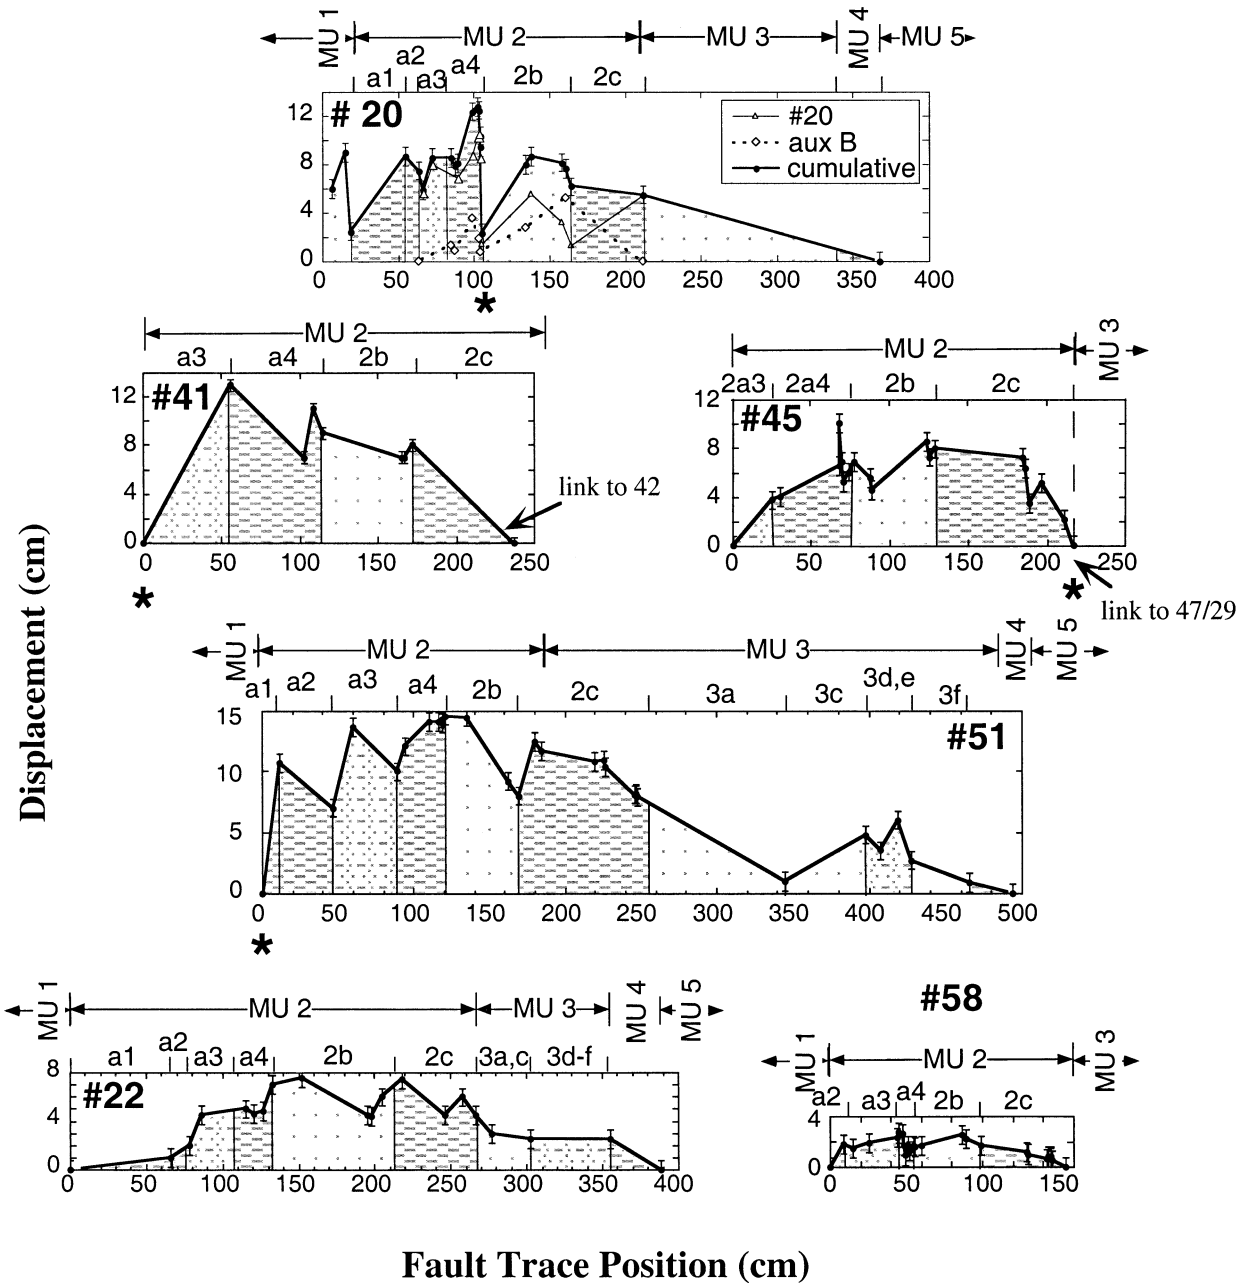 MU 1 MU 2 MU 3 MU 4 MU 5
a1 a2 a3 a4 2b 2c
# 20
#20
aux B
cumulative
12
8
4
0
0 50 100 150 200 250 300 350 400
*
MU 2
a3 a4 2b 2c
#41
12
8
4
0
0 50 100 150 200 250
link to 42
*
MU 2 MU 3
2a3 2a4 2b 2c
#45
12
8
4
0
0 50 100 150 200 250
*
link to 47/29
Displacement (cm)
MU 1 MU 2 MU 3 MU 4 MU 5
a1 a2 a3 a4 2b 2c 3a 3c 3d,e 3f
#51
15
10
5
0
0 50 100 150 200 250 300 350 400 450 500
*
MU 1 MU 2 MU 3 MU 4 MU 5
a1 a2 a3 a4 2b 2c 3a,c 3d-f
#22
8
4
0
0 50 100 150 200 250 300 350 400
#58
MU 1 MU 2 MU 3
a2 a3 a4 2b 2c
4
2
0
0 50 100 150
Fault Trace Position (cm)